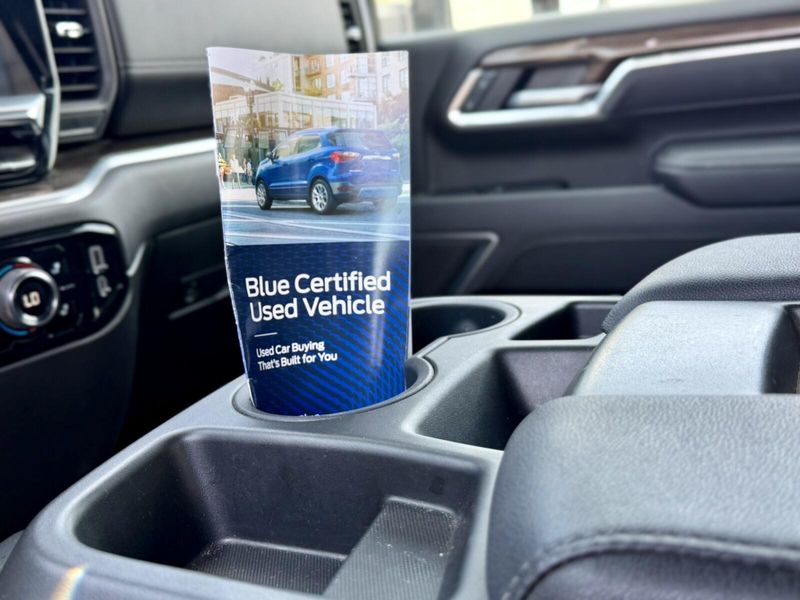 Blue Certified
Used Vehicle
Used Car Buying
That's Built for You
LO